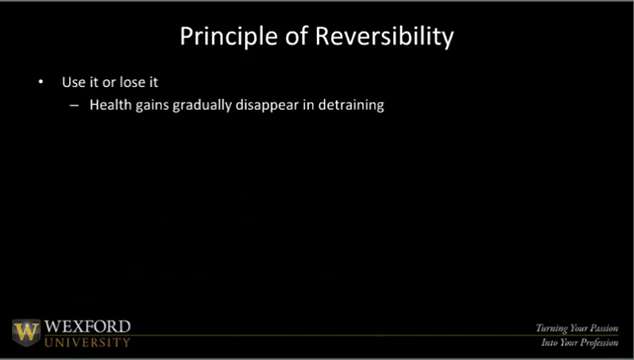 Principle of Reversibility
• Use it or lose it
– Health gains gradually disappear in detraining
W WEXFORD
UNIVERSITY
Turning Your Passion
Into Your Profession